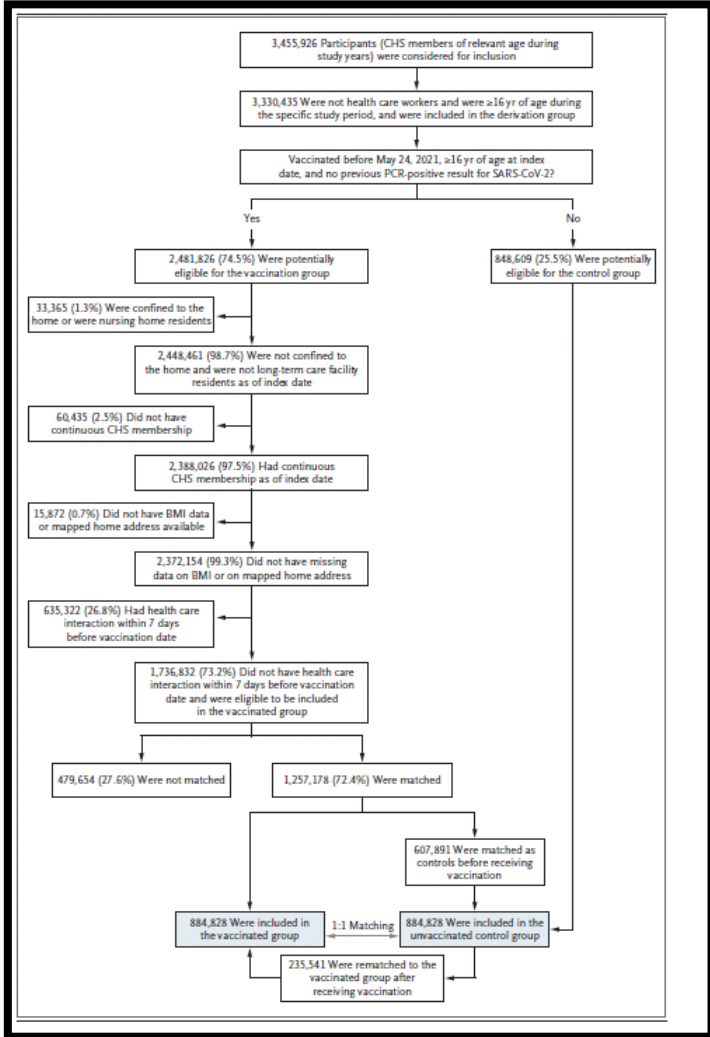 3,455,926 Participants (CHS members of relevant age during
study years) were considered for inclusion
3,330,435 Were not health care workers and were ≥16 yr of age during
the specific study period, and were included in the derivation group
Vaccinated before May 24, 2021, ≥16 yr of age at index
date, and no previous PCR-positive result for SARS-CoV-2?
Yes
No
2,481,826 (74.5%) Were potentially
eligible for the vaccination group
848,609 (25.5%) Were potentially
eligible for the control group
33,365 (1.3%) Were confined to the
home or were nursing home residents
2,448,461 (98.7%) Were not confined to
the home and were not long-term care facility
residents as of index date
60,435 (2.5%) Did not have
continuous CHS membership
2,388,026 (97.5%) Had continuous
CHS membership as of index date
15,872 (0.7%) Did not have BMI data
or mapped home address available
2,372,154 (99.3%) Did not have missing
data on BMI or on mapped home address
635,322 (26.8%) Had health care
interaction within 7 days
before vaccination date
1,736,832 (73.2%) Did not have health care
interaction within 7 days before vaccination
date and were eligible to be included
in the vaccinated group
479,654 (27.6%) Were not matched
1,257,178 (72.4%) Were matched
607,891 Were matched as
controls before receiving
vaccination
884,828 Were included in
the vaccinated group
1:1 Matching
884,828 Were included in the
unvaccinated control group
235,541 Were rematched to the
vaccinated group after
receiving vaccination